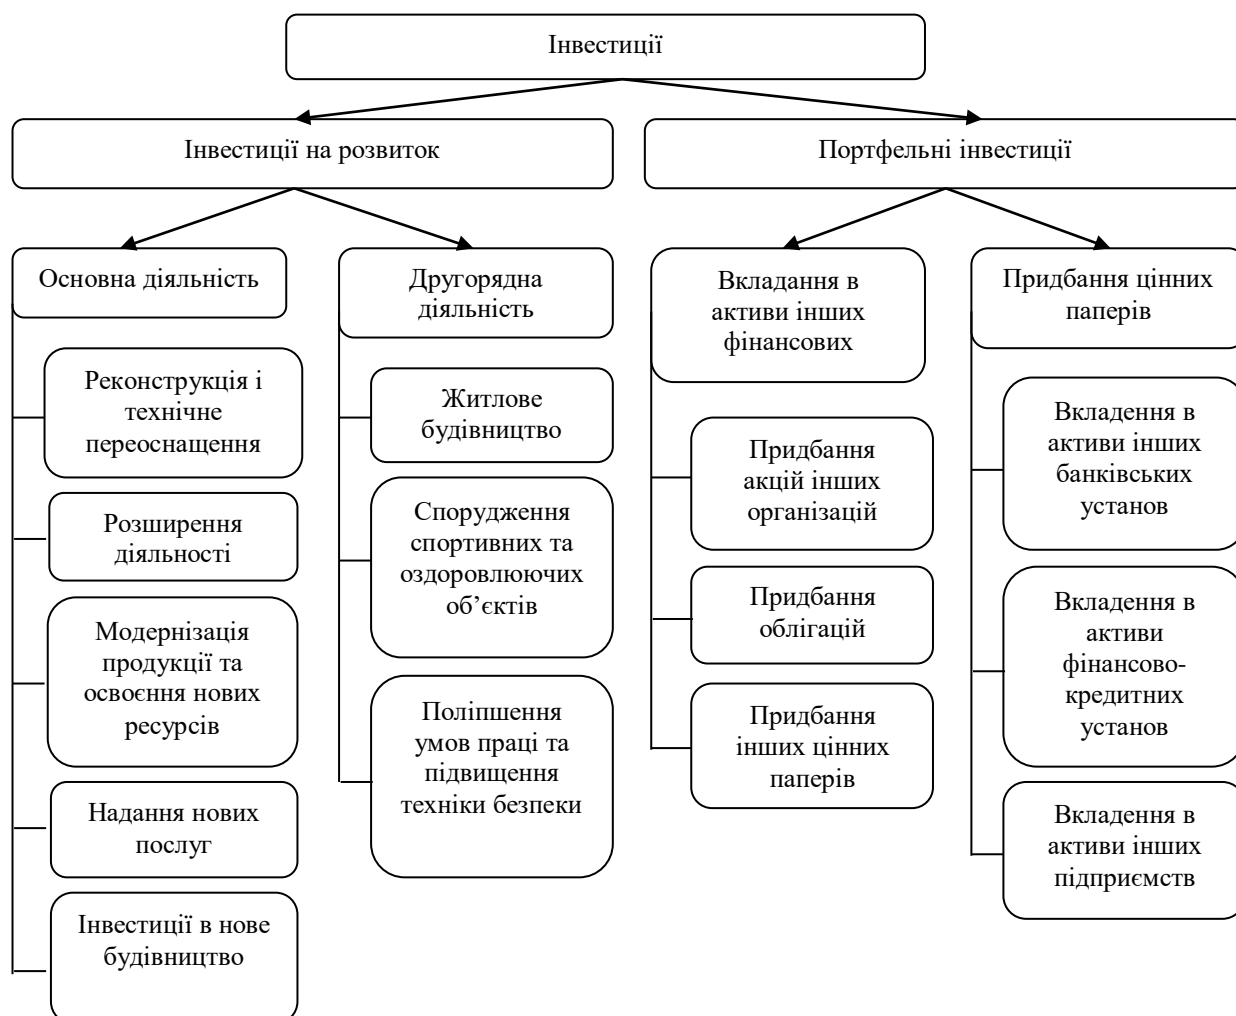 Інвестиції
Інвестиції на розвиток
Портфельні інвестиції
Основна діяльність
Реконструкція і
технічне
переоснащення
Розширення
діяльності
Модернізація
продукції та
освоєння нових
ресурсів
Надання нових
послуг
Інвестиції в нове
будівництво
Другорядна
діяльність
Житлове
будівництво
Спорудження
спортивних та
оздоровлюючих
об’єктів
Поліпшення
умов праці та
підвищення
техніки безпеки
Вкладання в
активи інших
фінансових
Придбання
акцій інших
організацій
Придбання
облігацій
Придбання
інших цінних
паперів
Придбання цінних
паперів
Вкладення в
активи інших
банківських
установ
Вкладення в
активи
фінансово-
кредитних
установ
Вкладення в
активи інших
підприємств